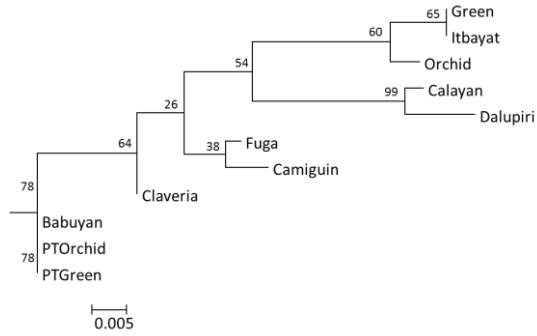 65 Green
Itbayat
60
Orchid
54
99 Calayan
Dalupiri
26
64
38 Fuga
Camiguin
78
Claveria
Babuyan
PTOrchid
78
PTGreen
0.005